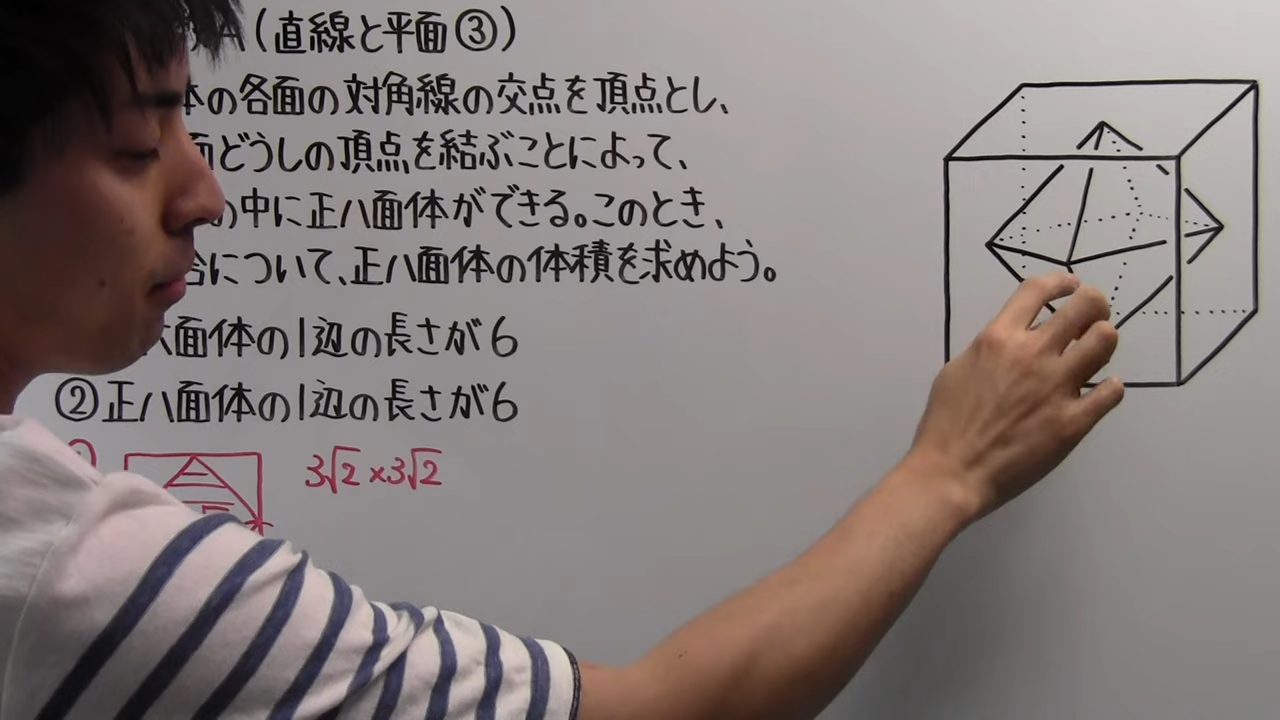 A(直線と平面③)
体の各面の対角線の交点を頂点とし、
面どうしの頂点を結ぶことによって、
の中に正八面体ができる。このとき、
合について、正八面体の体積を求めよう。
六面体の1辺の長さが6
②正八面体の1辺の長さが6
3√2×3√2